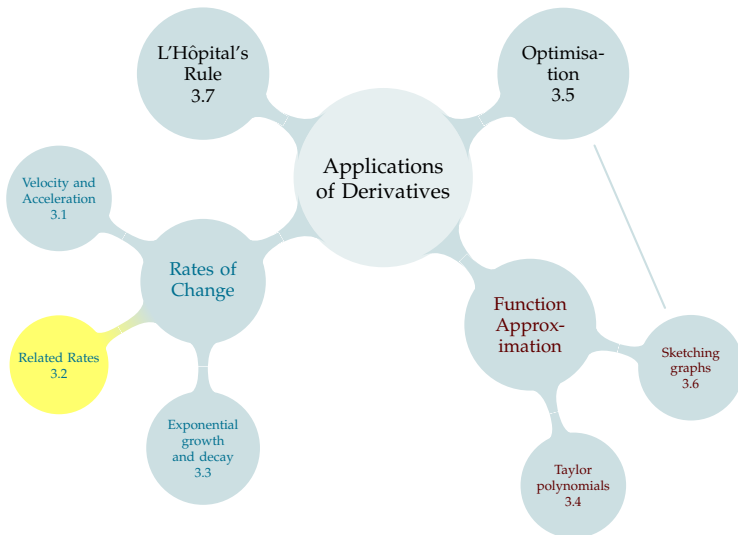 L'Hôpital's
Rule
3.7
Optimisa-
tion
3.5
Applications
of Derivatives
Velocity and
Acceleration
3.1
Rates of
Change
Related Rates
3.2
Exponential
growth
and decay
3.3
Function
Approx-
imation
Sketching
graphs
3.6
Taylor
polynomials
3.4